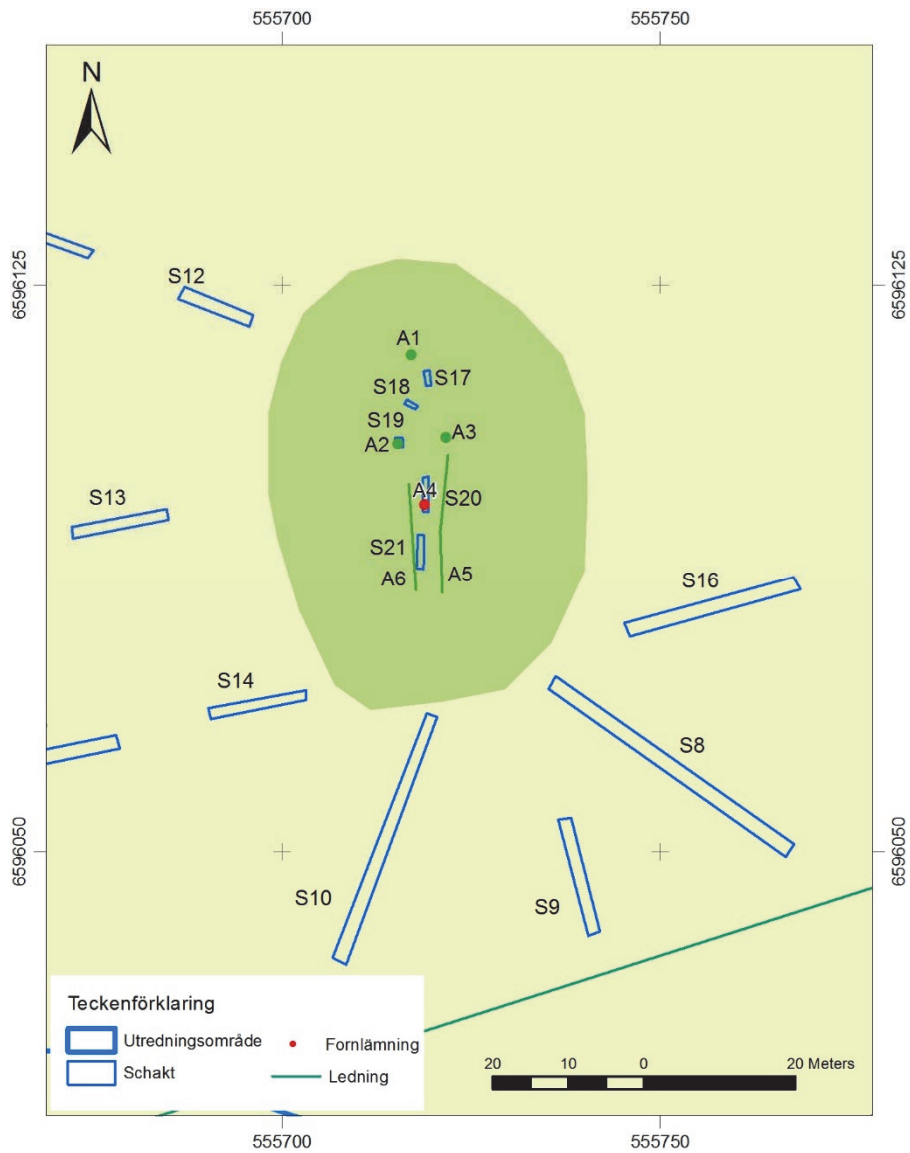 555700
555750
N
6596125
6596125
S12
A1
S17
S18
S19
A2
A3
A4
S20
S13
S21
A6
A5
S16
S14
S8
6596050
6596050
S10
S9
Teckenförklaring
Utredningsområde
Fornlämning
Schakt
Ledning
20 10 0 20 Meters
555700
555750